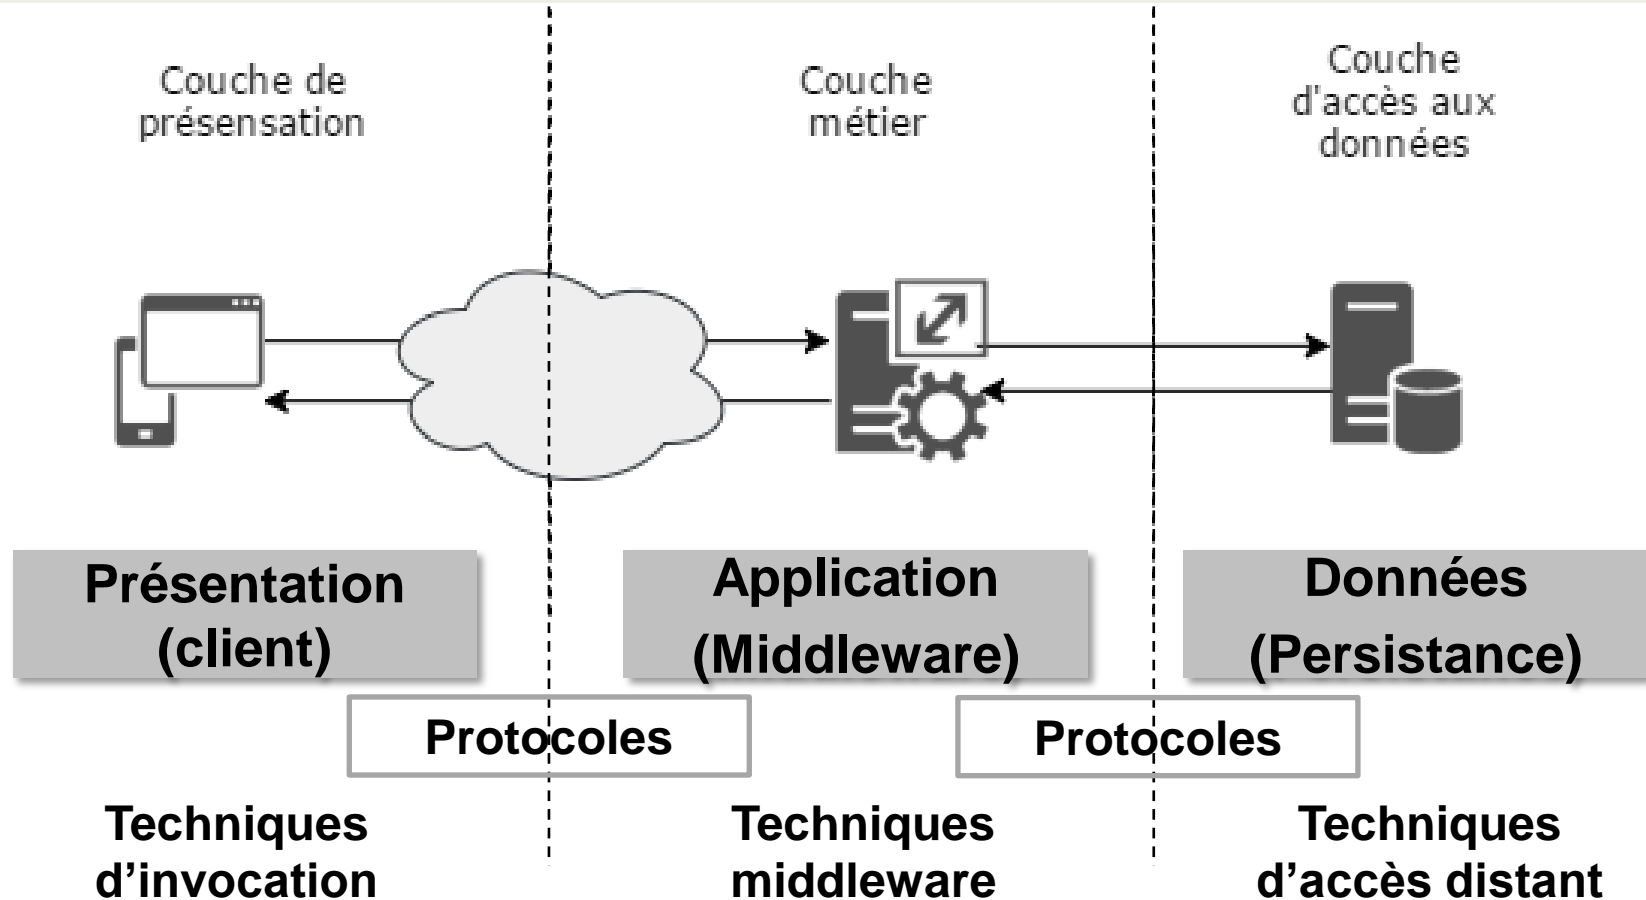 Couche de
présensation
Couche
métier
Couche
d'accès aux
données
Présentation
(client)
Application
(Middleware)
Données
(Persistance)
Protocoles
Protocoles
Techniques
d’invocation
Techniques
middleware
Techniques
d’accès distant